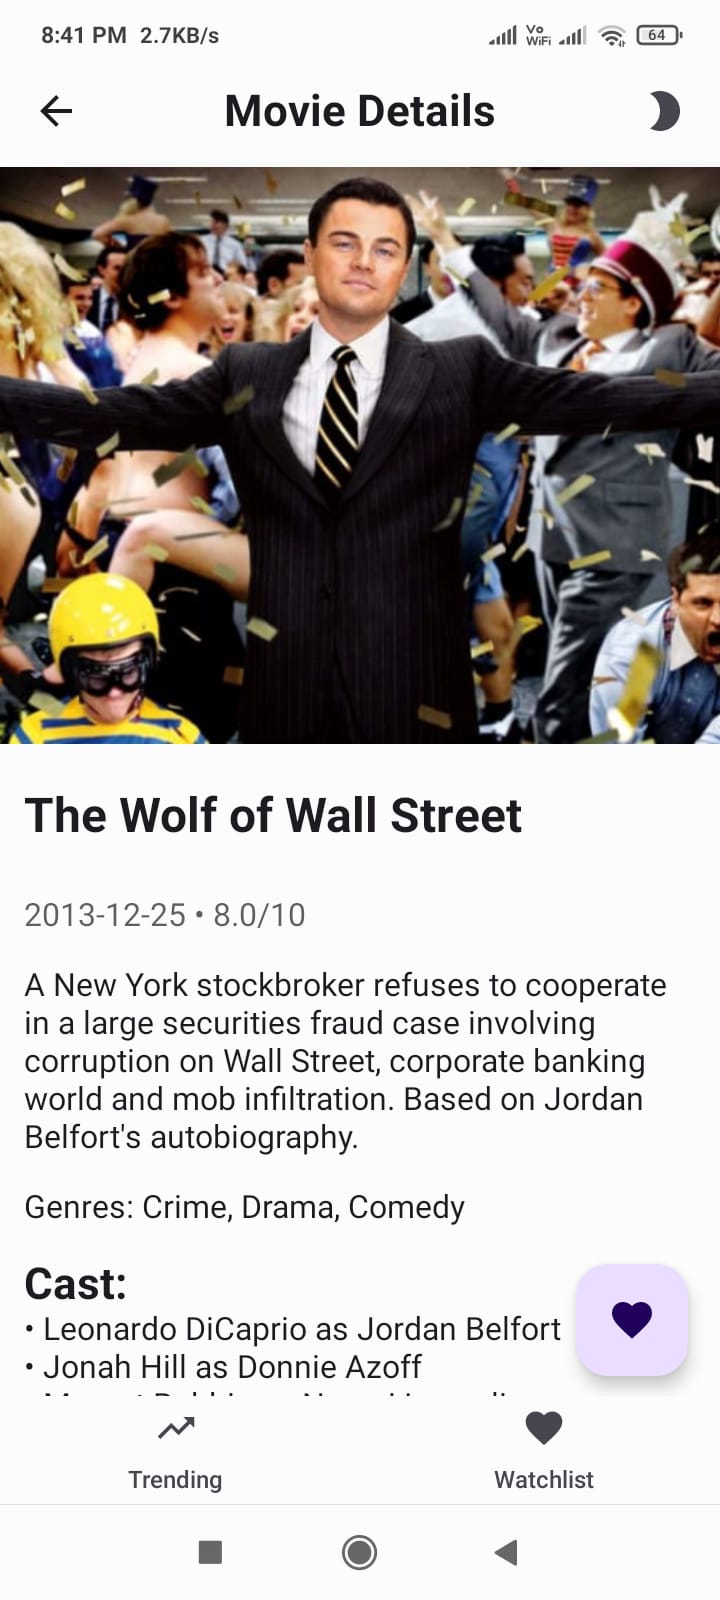 8:41 PM 2.7KB/s Vo WiFi 64
Movie Details
The Wolf of Wall Street
2013-12-25 • 8.0/10
A New York stockbroker refuses to cooperate
in a large securities fraud case involving
corruption on Wall Street, corporate banking
world and mob infiltration. Based on Jordan
Belfort's autobiography.
Genres: Crime, Drama, Comedy
Cast:
• Leonardo DiCaprio as Jordan Belfort
• Jonah Hill as Donnie Azoff
Trending Watchlist